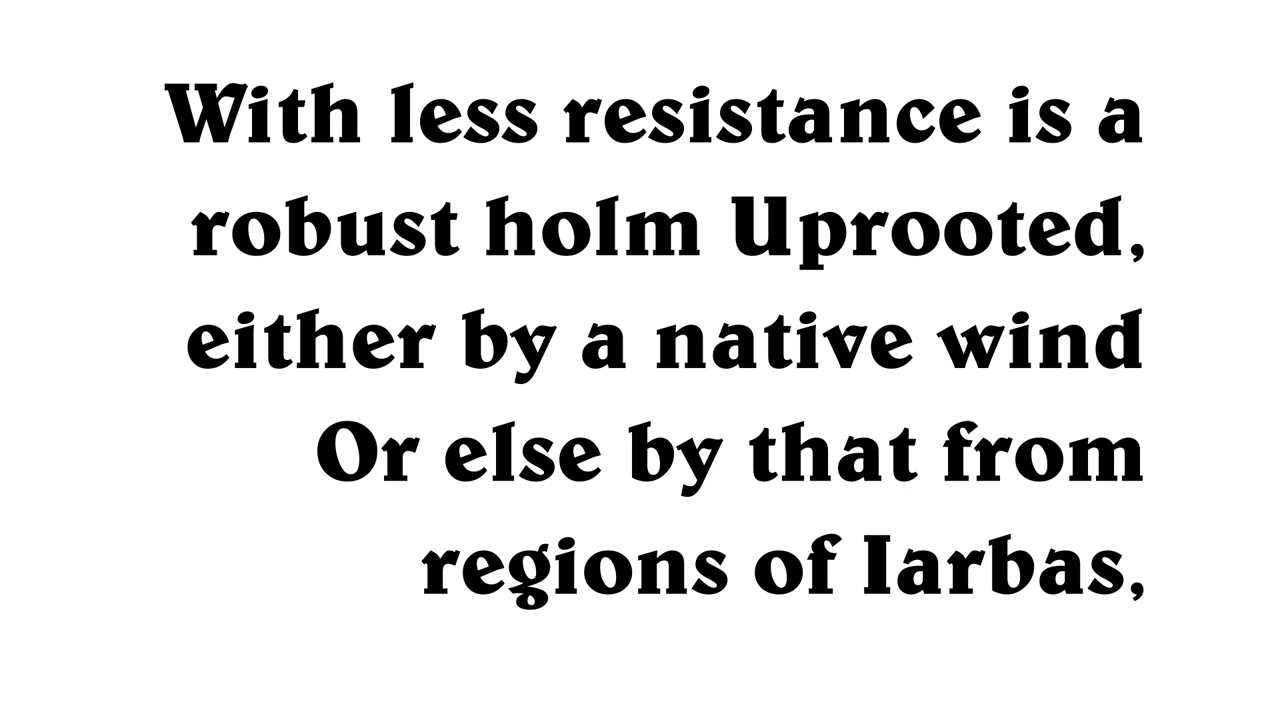 With less resistance is a
robust holm Uprooted,
either by a native wind
Or else by that from
regions of Iarbas,